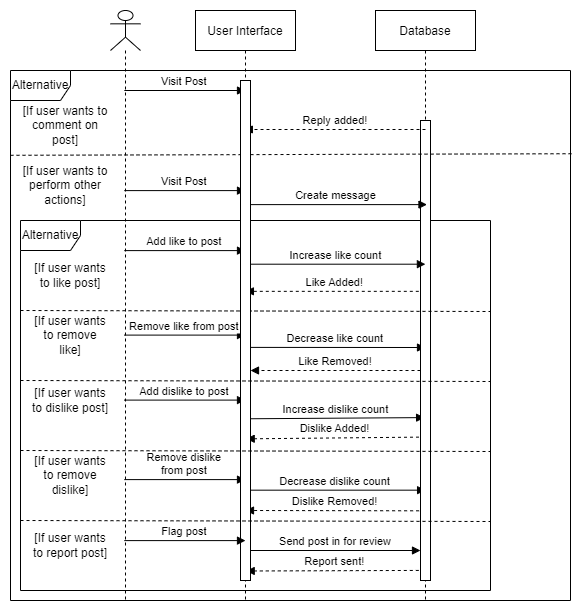 User Interface
Database
Alternative
Visit Post
[If user wants to
comment on
post]
Reply added!
[If user wants to
perform other
actions]
Visit Post
Create message
Alternative
Add like to post
Increase like count
[If user wants
to like post]
Like Added!
[If user wants
to remove
like]
Remove like from post
Decrease like count
Like Removed!
[If user wants
to dislike post]
Add dislike to post
Increase dislike count
Dislike Added!
[If user wants
to remove
dislike]
Remove dislike
from post
Decrease dislike count
Dislike Removed!
[If user wants
to report post]
Flag post
Send post in for review
Report sent!